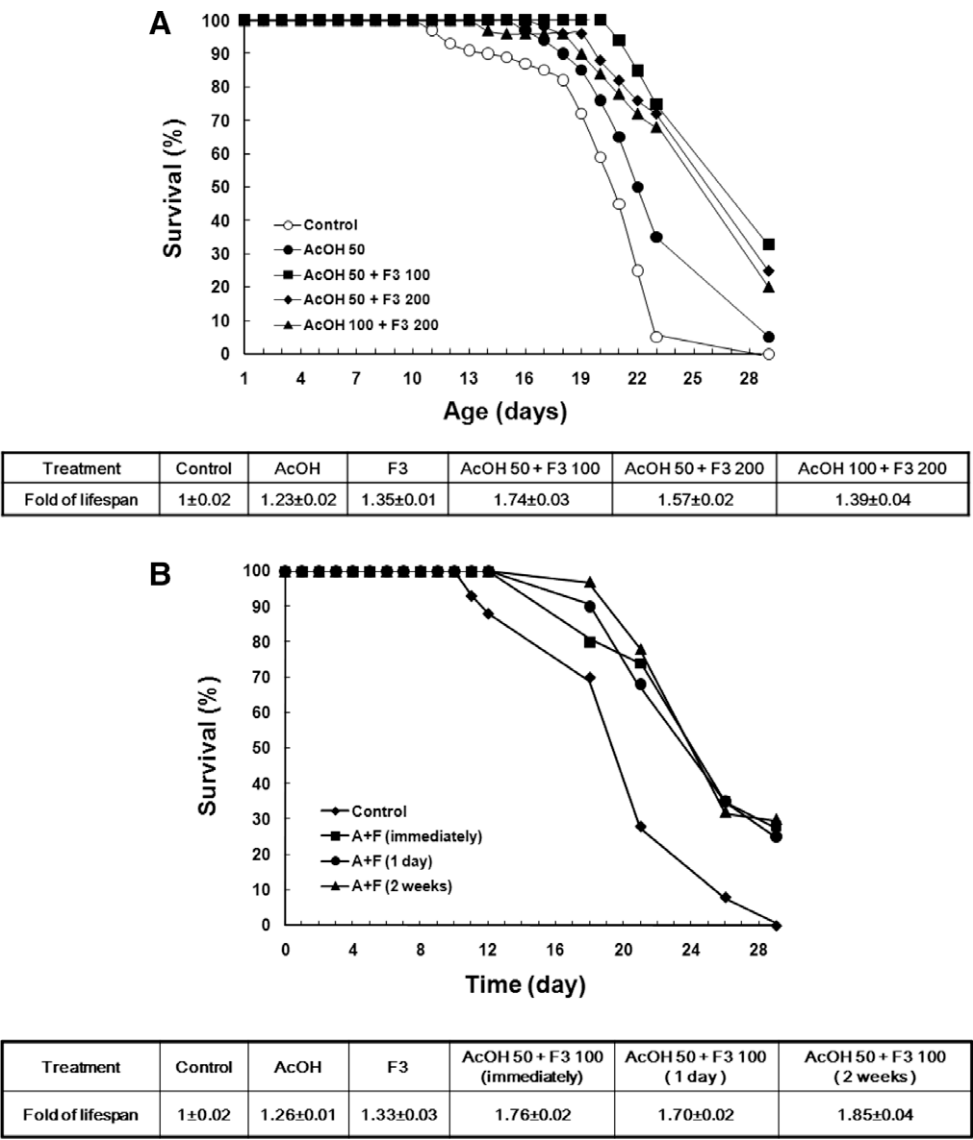 A
100
90
80
70
60
50
40
30
20
10
0
Survival (%)
Control
AcOH 50
AcOH 50 + F3 100
AcOH 50 + F3 200
AcOH 100 + F3 200
1 4 7 10 13 16 19 22 25 28
Age (days)
Treatment Control AcOH F3 AcOH 50 + F3 100 AcOH 50 + F3 200 AcOH 100 + F3 200
Fold of lifespan 1±0.02 1.23±0.02 1.35±0.01 1.74±0.03 1.57±0.02 1.39±0.04
B
100
90
80
70
60
50
40
30
20
10
0
Survival (%)
Control
A+F (immediately)
A+F (1 day)
A+F (2 weeks)
0 4 8 12 16 20 24 28
Time (day)
Treatment Control AcOH F3 AcOH 50 + F3 100 (immediately) AcOH 50 + F3 100 ( 1 day ) AcOH 50 + F3 100 ( 2 weeks )
Fold of lifespan 1±0.02 1.26±0.01 1.33±0.03 1.76±0.02 1.70±0.02 1.85±0.04